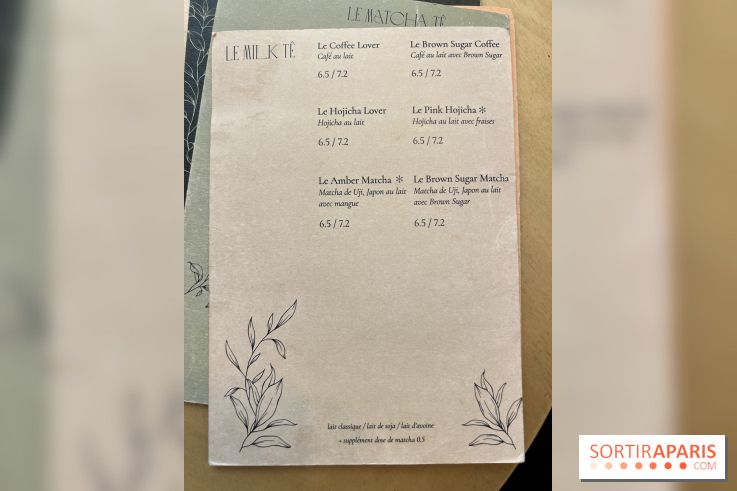 LE MATCHA TÊ
LE MILK TÊ
Le Coffee Lover
Café au lait
6.5 / 7.2
Le Brown Sugar Coffee
Café au lait avec Brown Sugar
6.5 / 7.2
Le Hojicha Lover
Hojicha au lait
6.5 / 7.2
Le Pink Hojicha *
Hojicha au lait avec fraises
6.5 / 7.2
Le Amber Matcha *
Matcha de Uji, Japon au lait
avec mangue
6.5 / 7.2
Le Brown Sugar Matcha
Matcha de Uji, Japon au lait
avec Brown Sugar
6.5 / 7.2
lait classique / lait de soja / lait d'avoine
+ supplément dose de matcha 0.5
SORTIRAPARIS
.COM